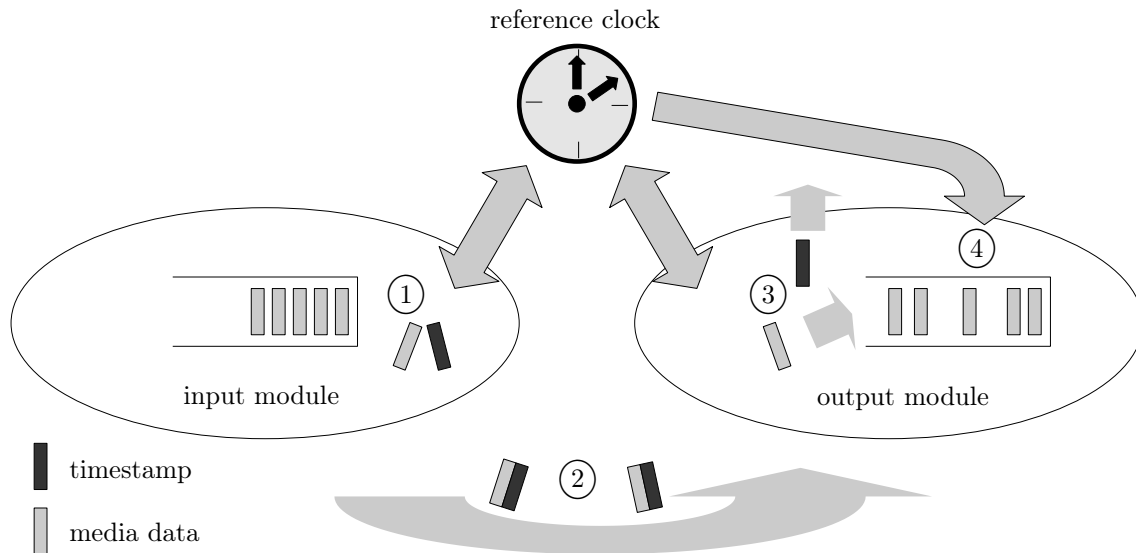 reference clock
4
1
3
input module
output module
timestamp
2
media data